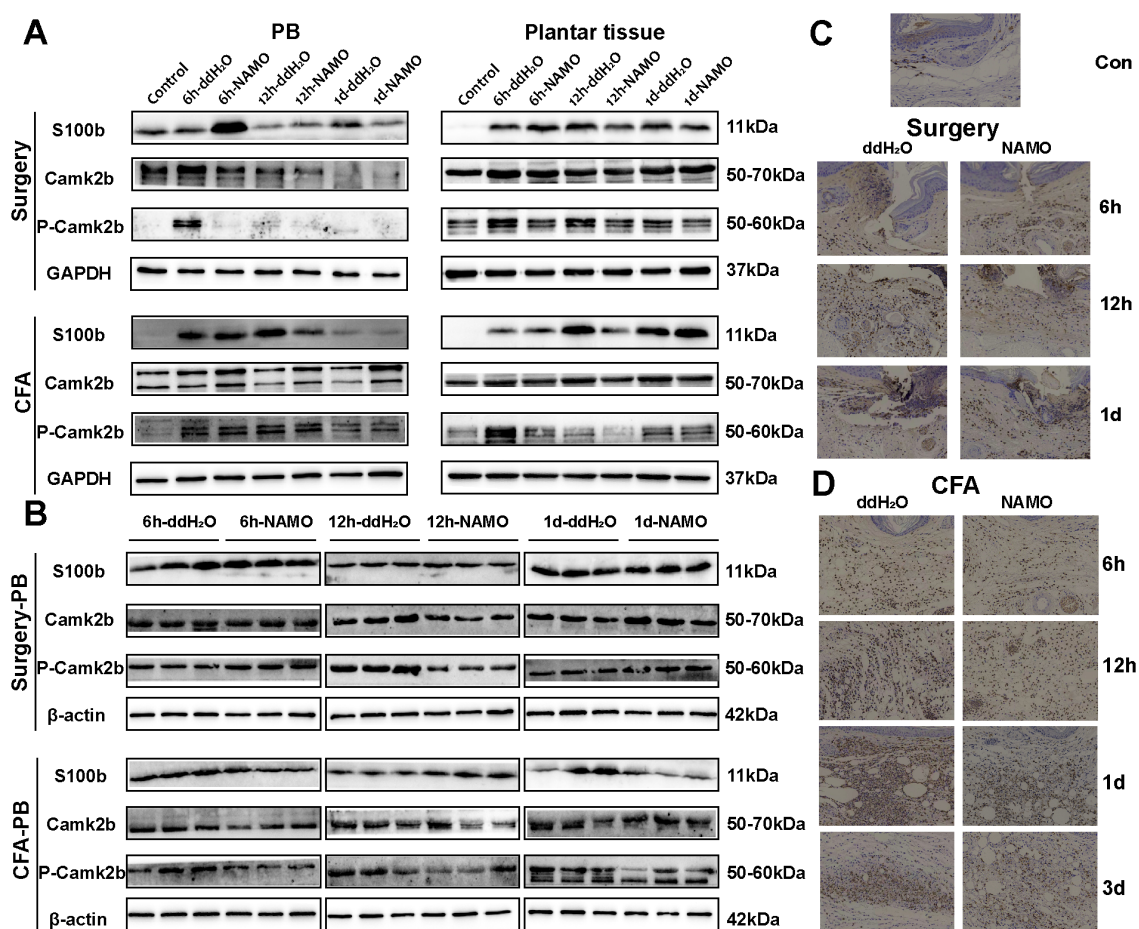 A
PB
Plantar tissue
Control
6h-ddH₂O
6h-NAMO
12h-ddH₂O
12h-NAMO
1d-ddH₂O
1d-NAMO
Control
6h-ddH₂O
6h-NAMO
12h-ddH₂O
12h-NAMO
1d-ddH₂O
1d-NAMO
Surgery
S100b
11kDa
Camk2b
50-70kDa
P-Camk2b
50-60kDa
GAPDH
37kDa
CFA
S100b
11kDa
Camk2b
50-70kDa
P-Camk2b
50-60kDa
GAPDH
37kDa
B
6h-ddH₂O
6h-NAMO
12h-ddH₂O
12h-NAMO
1d-ddH₂O
1d-NAMO
Surgery-PB
S100b
11kDa
Camk2b
50-70kDa
P-Camk2b
50-60kDa
β-actin
42kDa
CFA-PB
S100b
11kDa
Camk2b
50-70kDa
P-Camk2b
50-60kDa
β-actin
42kDa
C
Con
Surgery
ddH₂O
NAMO
6h
12h
1d
D
CFA
ddH₂O
NAMO
6h
12h
1d
3d